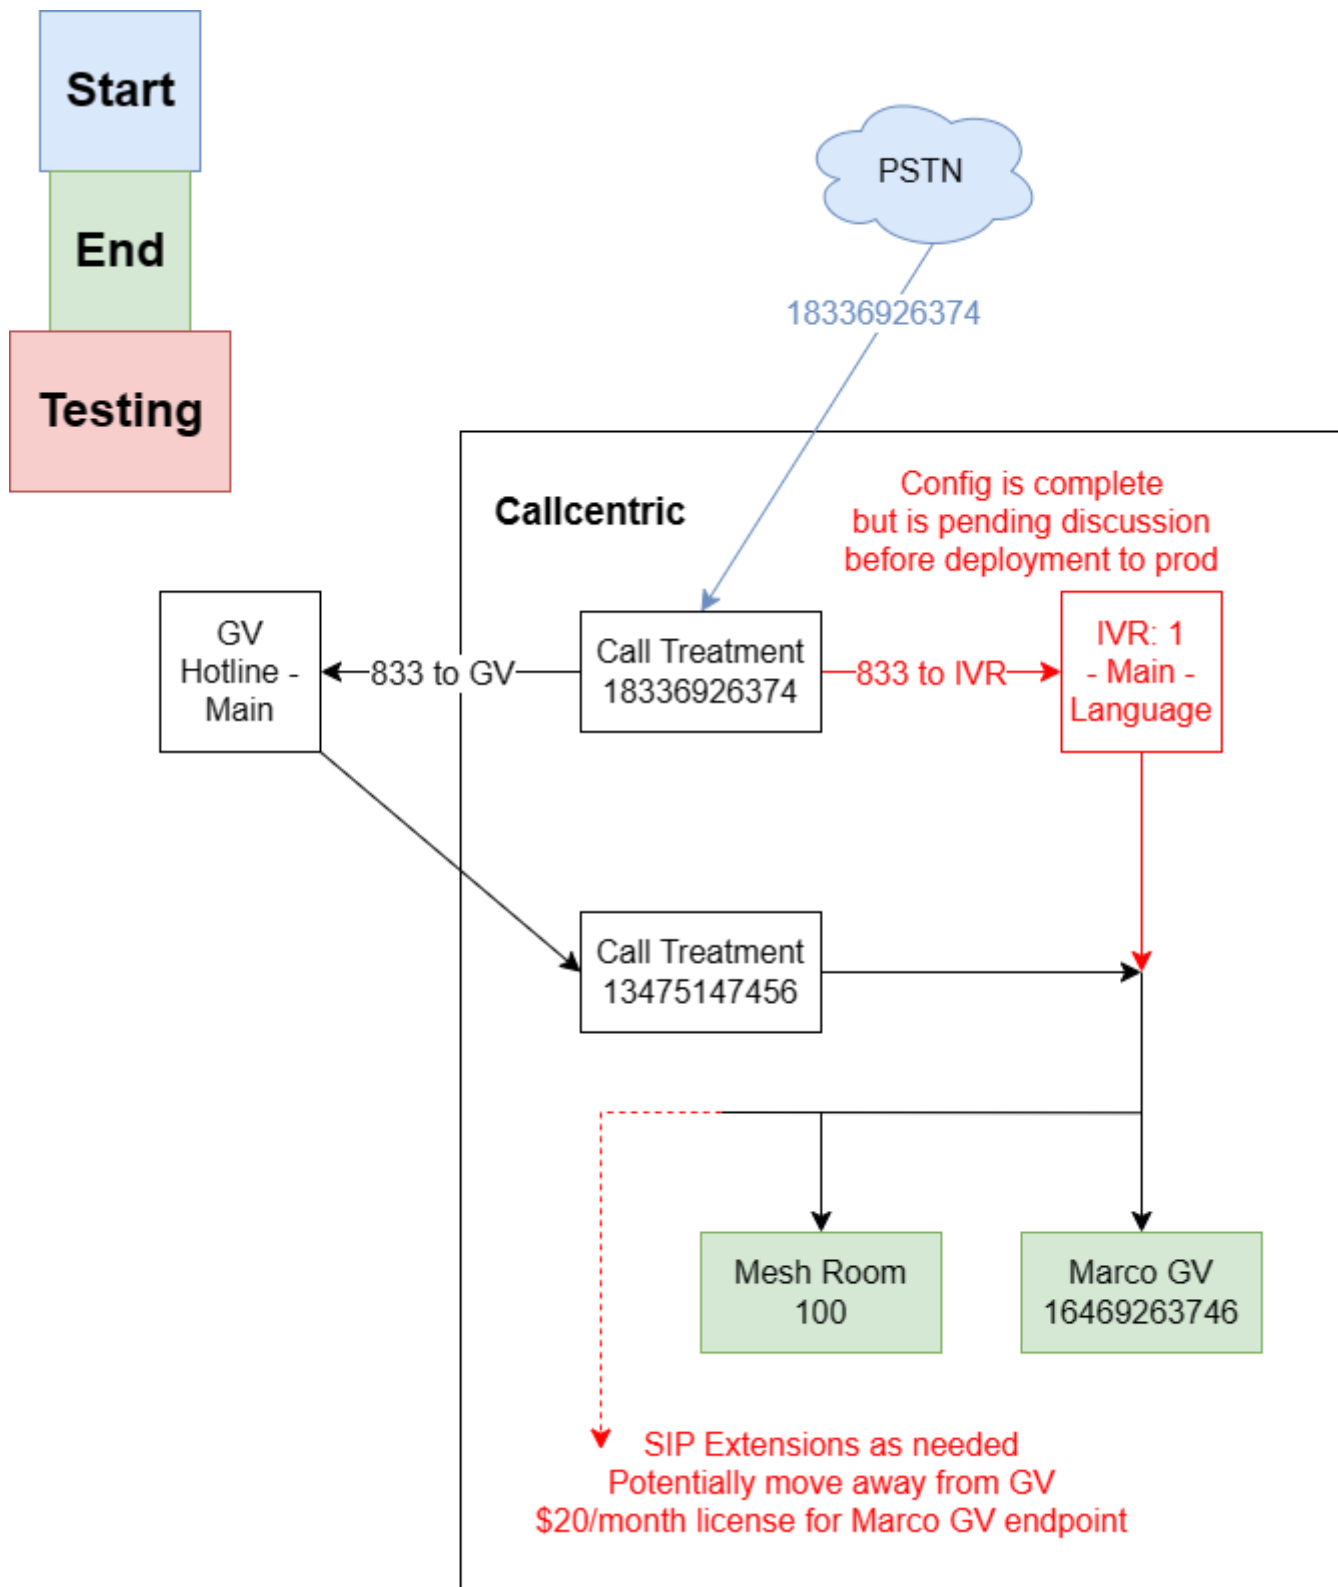 Start
End
Testing
PSTN
18336926374
Callcentric
Config is complete
but is pending discussion
before deployment to prod
GV
Hotline -
Main
833 to GV
Call Treatment
18336926374
833 to IVR
IVR: 1
- Main -
Language
Call Treatment
13475147456
Mesh Room
100
Marco GV
16469263746
SIP Extensions as needed
Potentially move away from GV
$20/month license for Marco GV endpoint